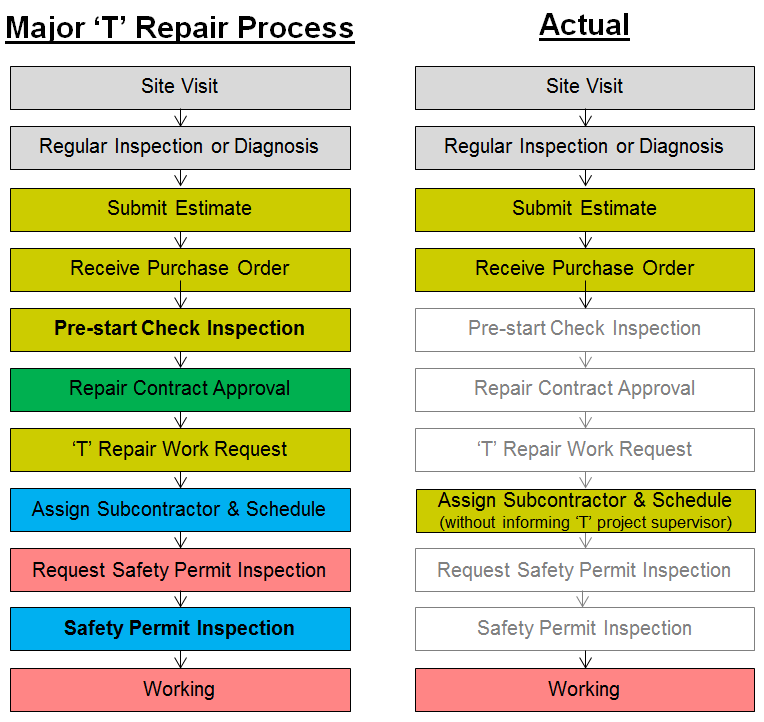 Major ‘T’ Repair Process
Site Visit
Regular Inspection or Diagnosis
Submit Estimate
Receive Purchase Order
Pre-start Check Inspection
Repair Contract Approval
‘T’ Repair Work Request
Assign Subcontractor & Schedule
Request Safety Permit Inspection
Safety Permit Inspection
Working
Actual
Site Visit
Regular Inspection or Diagnosis
Submit Estimate
Receive Purchase Order
Pre-start Check Inspection
Repair Contract Approval
‘T’ Repair Work Request
Assign Subcontractor & Schedule
(without informing ‘T’ project supervisor)
Request Safety Permit Inspection
Safety Permit Inspection
Working